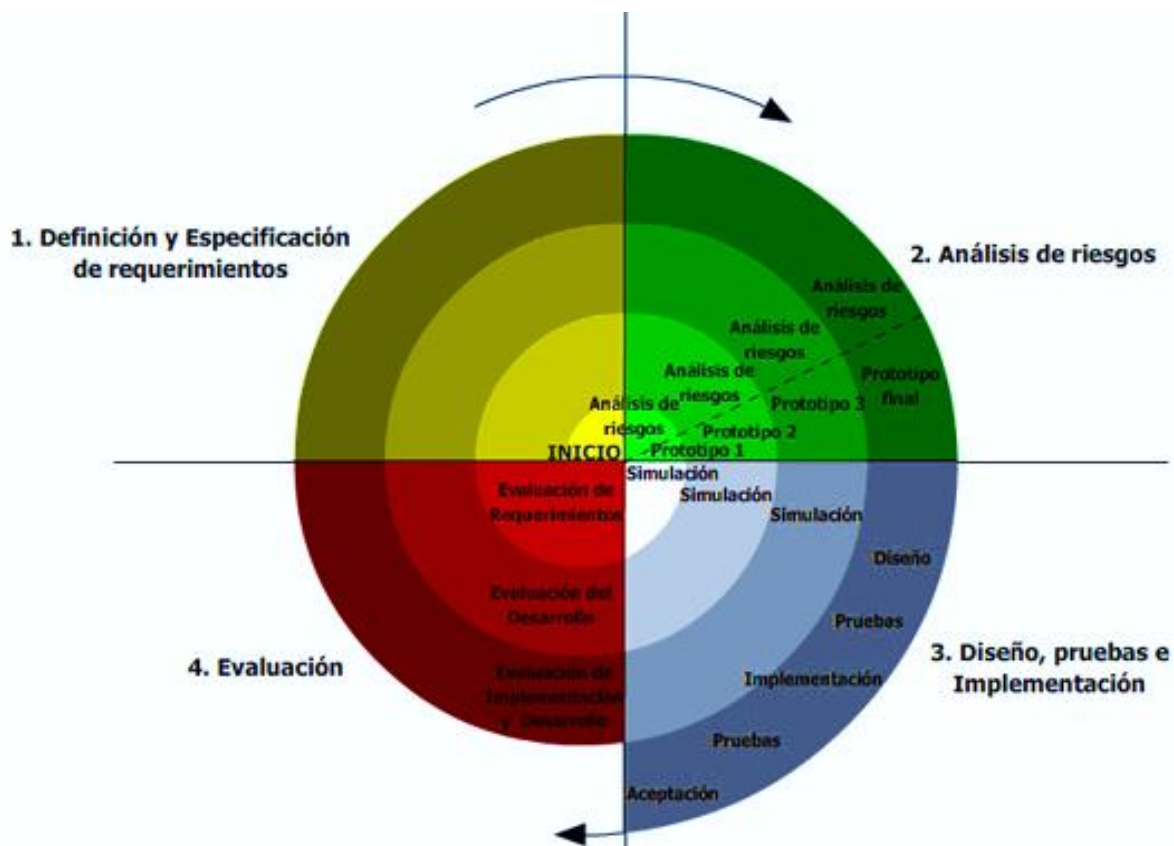 1. Definición y Especificación
de requerimientos
2. Análisis de riesgos
Análisis de
riesgos
Análisis de
riesgos
Análisis de
riesgos
Análisis de
riesgos
Prototipo
final
Prototipo 3
Prototipo 2
Prototipo 1
INICIO
Simulación
Simulación
Simulación
Evaluación de
Requerimientos
Diseño
Evaluación del
Desarrollo
Pruebas
4. Evaluación
3. Diseño, pruebas e
Implementación
Evaluación de
Implementación
y Desarrollo
Implementación
Pruebas
Aceptación